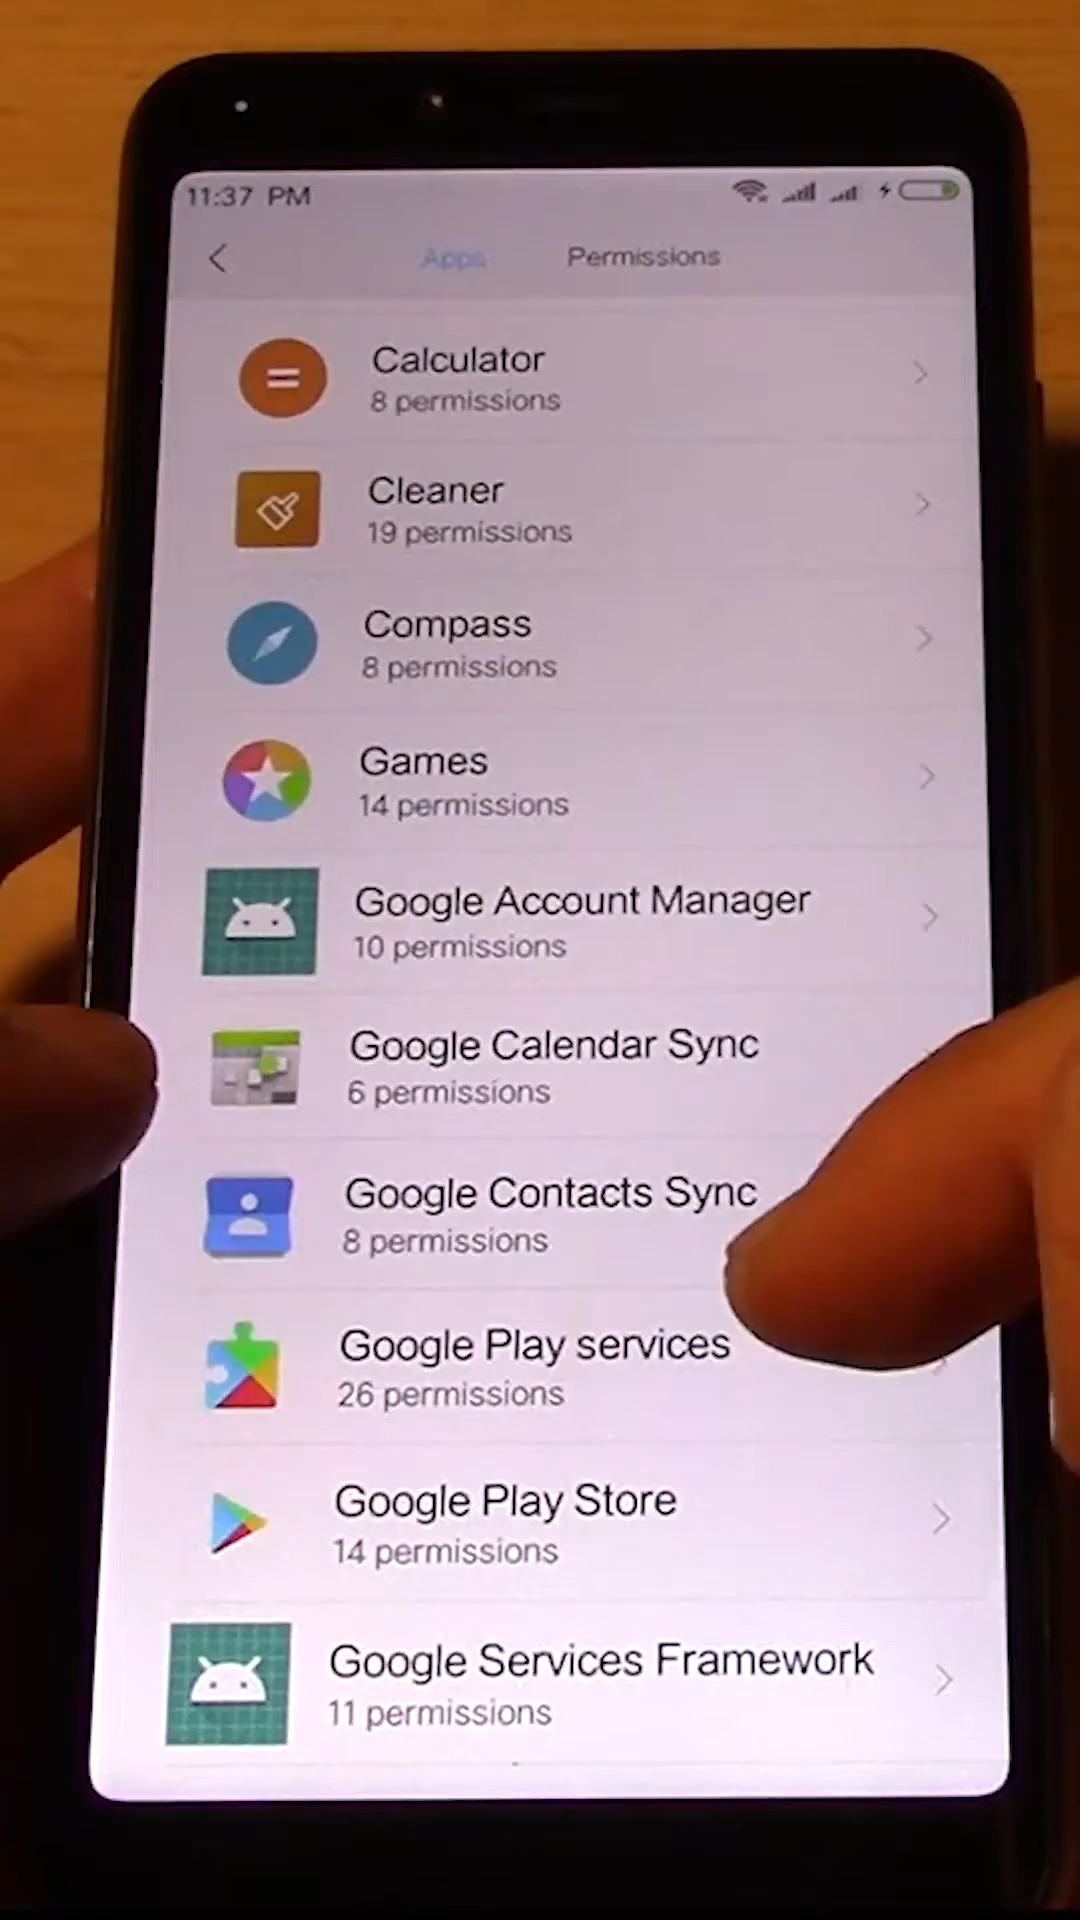 11:37 PM
Apps Permissions
Calculator
8 permissions
Cleaner
19 permissions
Compass
8 permissions
Games
14 permissions
Google Account Manager
10 permissions
Google Calendar Sync
6 permissions
Google Contacts Sync
8 permissions
Google Play services
26 permissions
Google Play Store
14 permissions
Google Services Framework
11 permissions